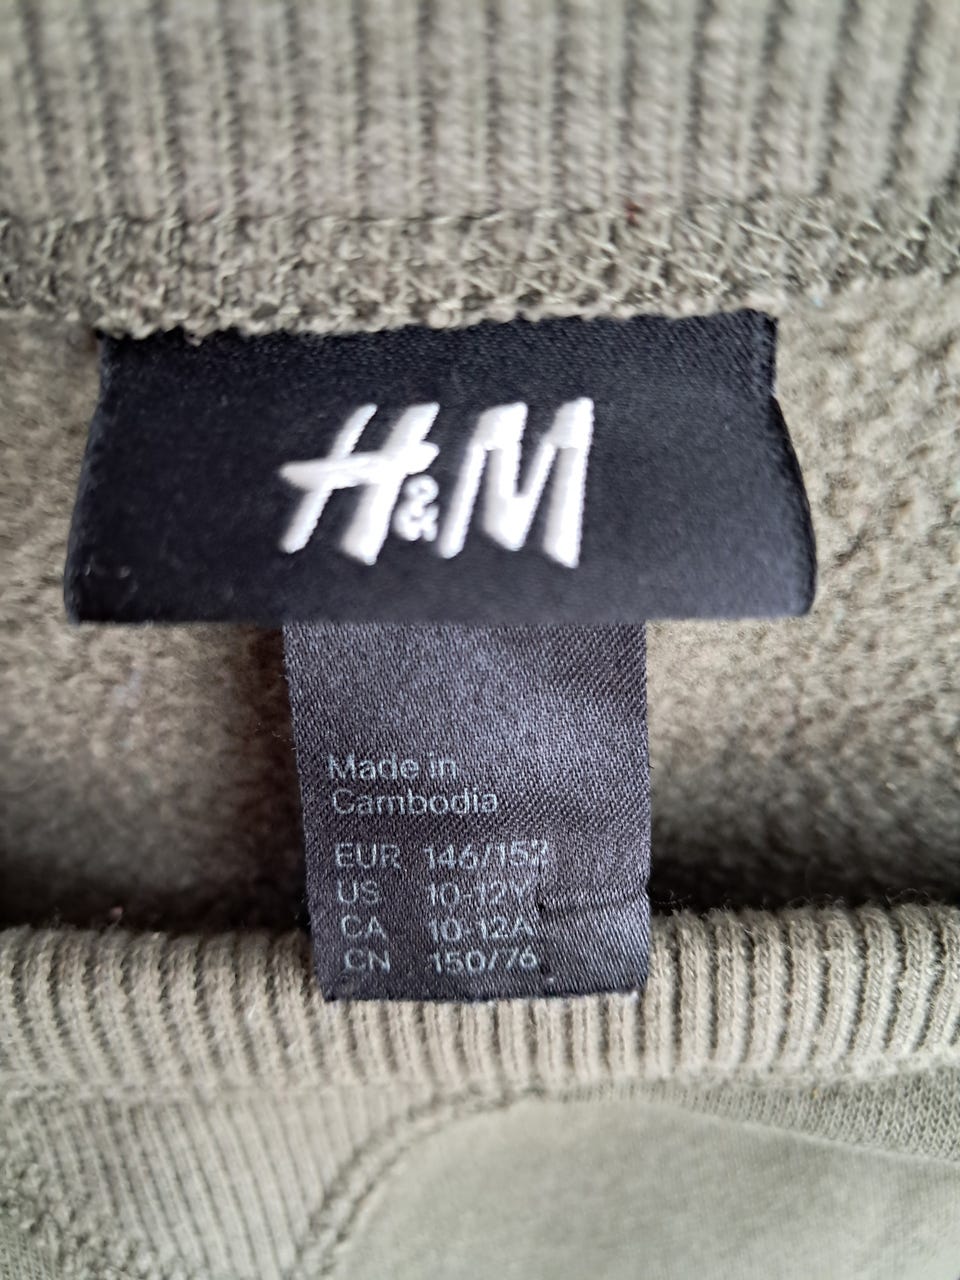 H&M
Made in
Cambodia
EUR 146/152
US 10-12Y
CA 10-12A
CN 150/76